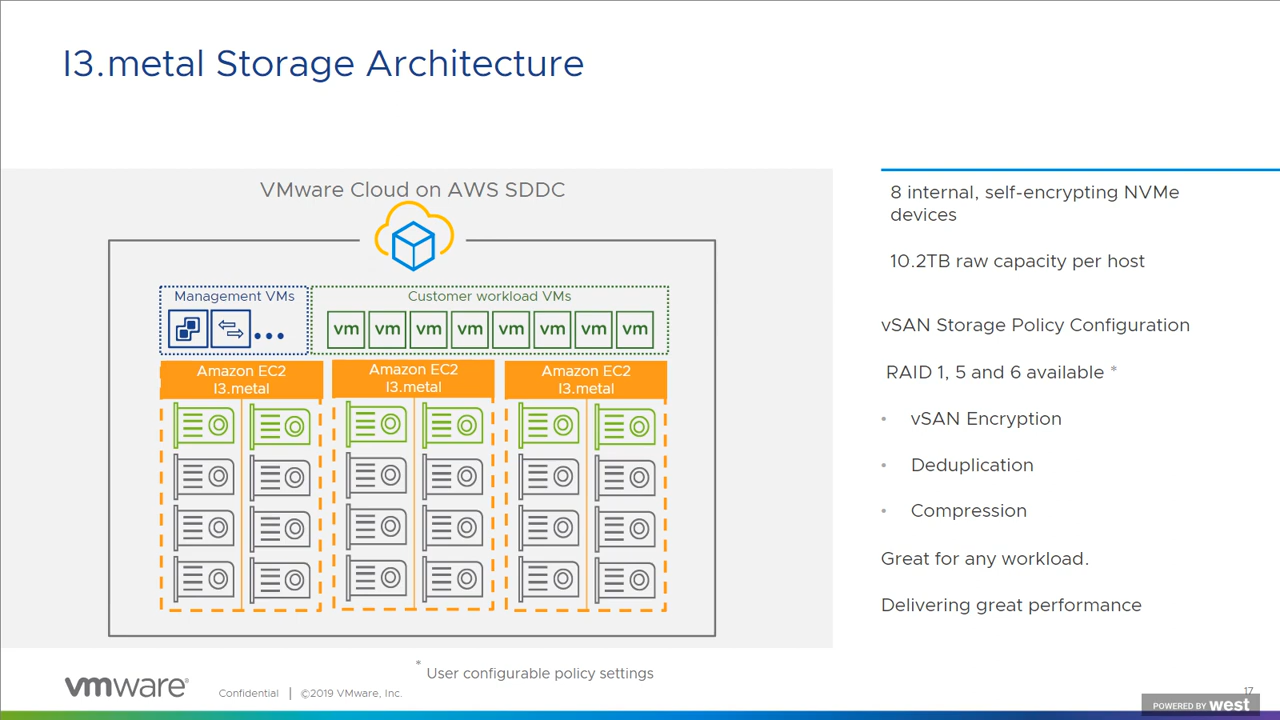 I3.metal Storage Architecture
VMware Cloud on AWS SDDC
Management VMs
Customer workload VMs
vm vm vm vm vm vm vm vm
Amazon EC2
I3.metal
Amazon EC2
I3.metal
Amazon EC2
I3.metal
8 internal, self-encrypting NVMe
devices
10.2TB raw capacity per host
vSAN Storage Policy Configuration
RAID 1, 5 and 6 available *
• vSAN Encryption
• Deduplication
• Compression
Great for any workload.
Delivering great performance
* User configurable policy settings
vmware®
Confidential | ©2019 VMware, Inc.
17
POWERED BY west